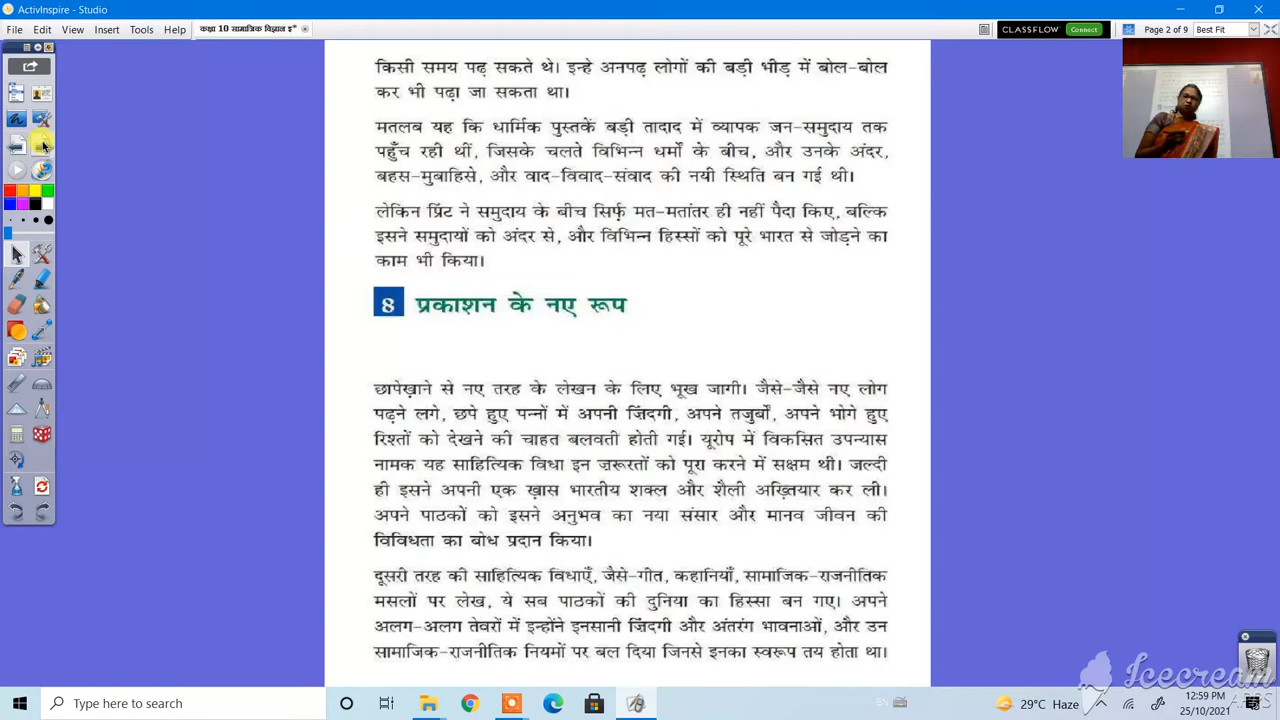 ActivInspire - Studio
File Edit View Insert Tools Help
CLASSFLOW Connect
Page 2 of 9 Best Fit
किसी समय पढ़ सकते थे। इन्हे अनपढ़ लोगों की बड़ी भीड़ में बोल-बोल
कर भी पढ़ा जा सकता था।
मतलब यह कि धार्मिक पुस्तकें बड़ी तादाद में व्यापक जन-समुदाय तक
पहुँच रही थीं, जिसके चलते विभिन्न धर्मों के बीच, और उनके अंदर,
बहस-मुबाहिसे, और वाद-विवाद-संवाद की नयी स्थिति बन गई थी।
लेकिन प्रिंट ने समुदाय के बीच सिर्फ़ मत-मतांतर ही नहीं पैदा किए, बल्कि
इसने समुदायों को अंदर से, और विभिन्न हिस्सों को पूरे भारत से जोड़ने का
काम भी किया।
8 प्रकाशन के नए रूप
छापेख़ाने से नए तरह के लेखन के लिए भूख जागी। जैसे-जैसे नए लोग
पढ़ने लगे, छपे हुए पन्नों में अपनी ज़िंदगी, अपने तजुर्बों, अपने भोगे हुए
रिश्तों को देखने की चाहत बलवती होती गई। यूरोप में विकसित उपन्यास
नामक यह साहित्यिक विधा इन ज़रूरतों को पूरा करने में सक्षम थी। जल्दी
ही इसने अपनी एक ख़ास भारतीय शक्ल और शैली अख़्तियार कर ली।
अपने पाठकों को इसने अनुभव का नया संसार और मानव जीवन की
विविधता का बोध प्रदान किया।
दूसरी तरह की साहित्यिक विधाएँ, जैसे-गीत, कहानियाँ, सामाजिक-राजनीतिक
मसलों पर लेख, ये सब पाठकों की दुनिया का हिस्सा बन गए। अपने
अलग-अलग तेवरों में इन्होंने इनसानी ज़िंदगी और अंतरंग भावनाओं, और उन
सामाजिक-राजनीतिक नियमों पर बल दिया जिनसे इनका स्वरूप तय होता था।
Icecream
Type here to search
29°C Haze
12:59 PM
25/10/2021